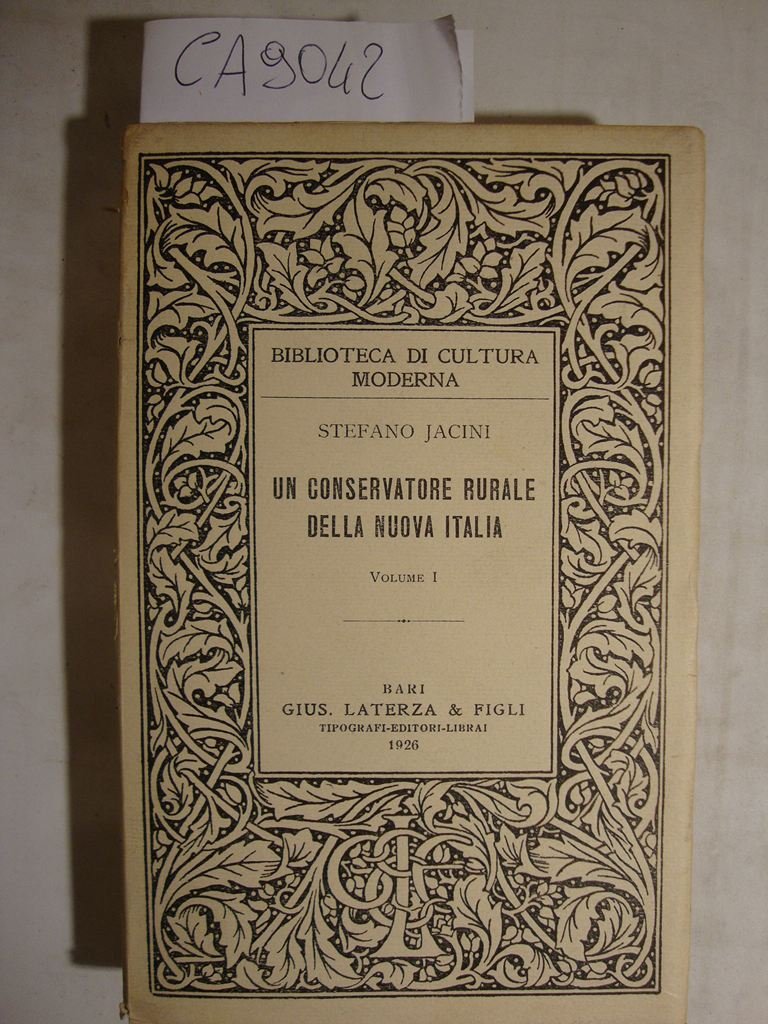 CA9042
BIBLIOTECA DI CULTURA
MODERNA
STEFANO JACINI
UN CONSERVATORE RURALE
DELLA NUOVA ITALIA
VOLUME I
BARI
GIUS. LATERZA & FIGLI
TIPOGRAFI-EDITORI-LIBRAI
1926